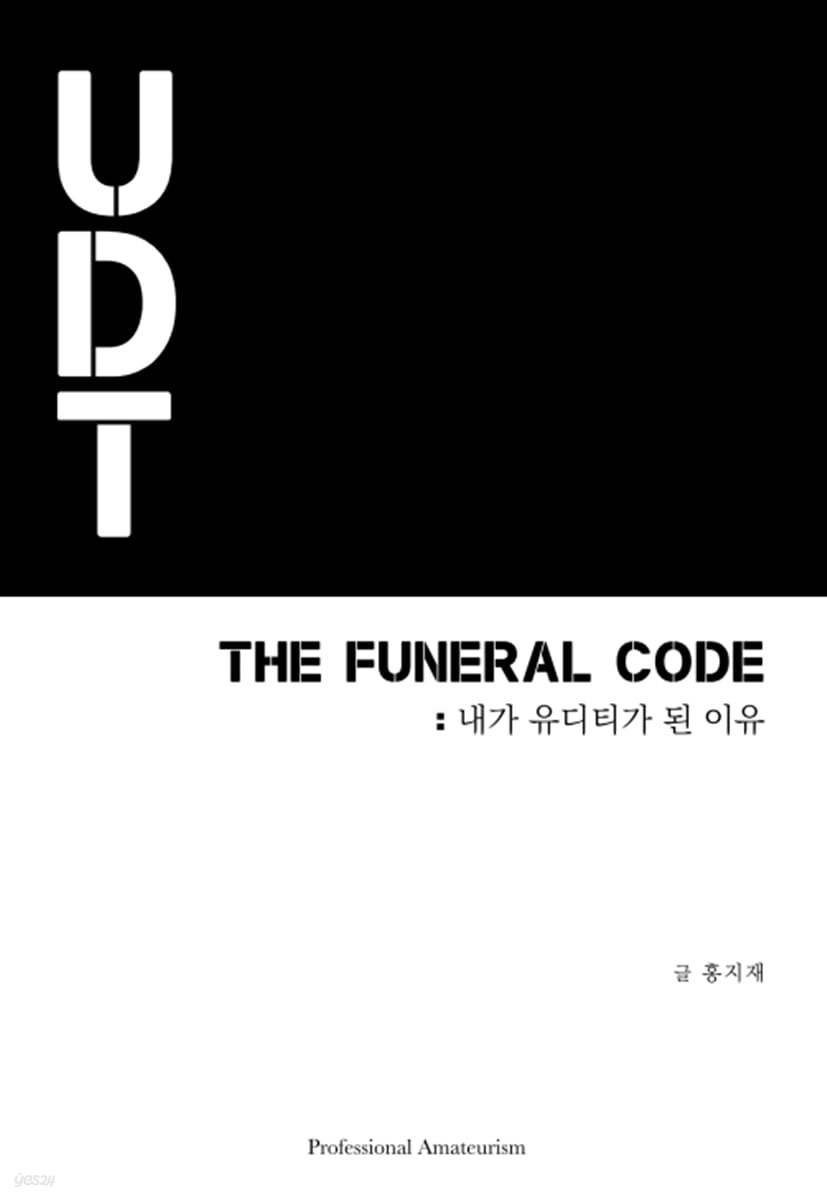 UDT
THE FUNERAL CODE
: 내가 유디티가 된 이유
글 홍지재
Professional Amateurism
yes24